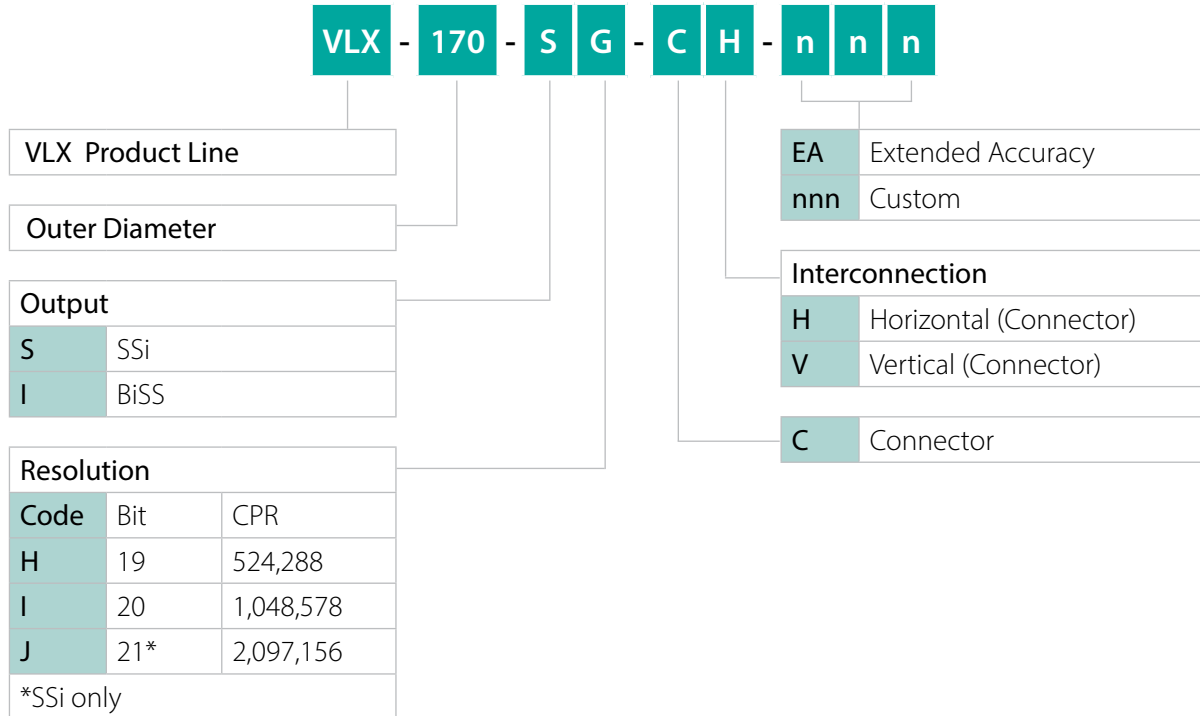 VLX - 170 - S G - C H - n n n
VLX Product Line
Outer Diameter
Output
S SSi
I BiSS
Resolution
Code Bit CPR
H 19 524,288
I 20 1,048,578
J 21* 2,097,156
*SSi only
EA Extended Accuracy
nnn Custom
Interconnection
H Horizontal (Connector)
V Vertical (Connector)
C Connector